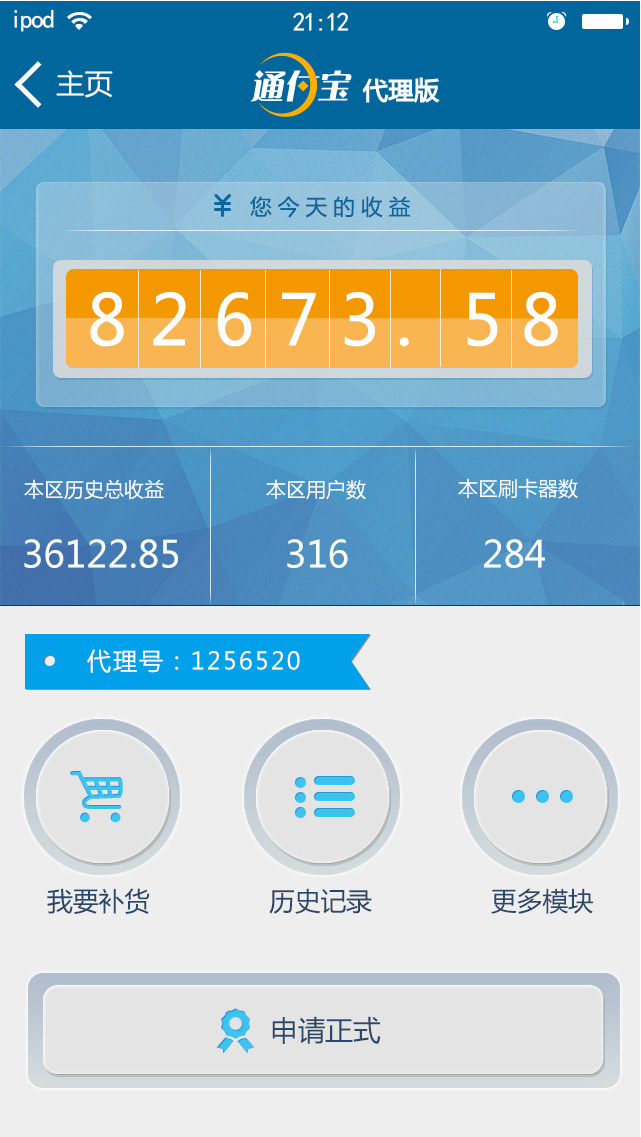 ipod 21:12
主页 通付宝 代理版
¥ 您今天的收益
82673.58
本区历史总收益 本区用户数 本区刷卡器数
36122.85 316 284
代理号：1256520
我要补货 历史记录 更多模块
申请正式